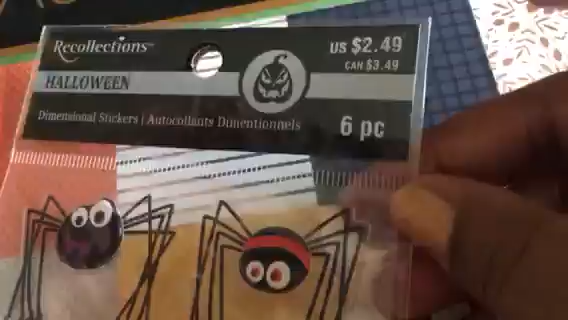 Recollections™
US $2.49
CAN $3.49
HALLOWEEN
Dimensional Stickers | Autocollants Dimentionnels
6 pc